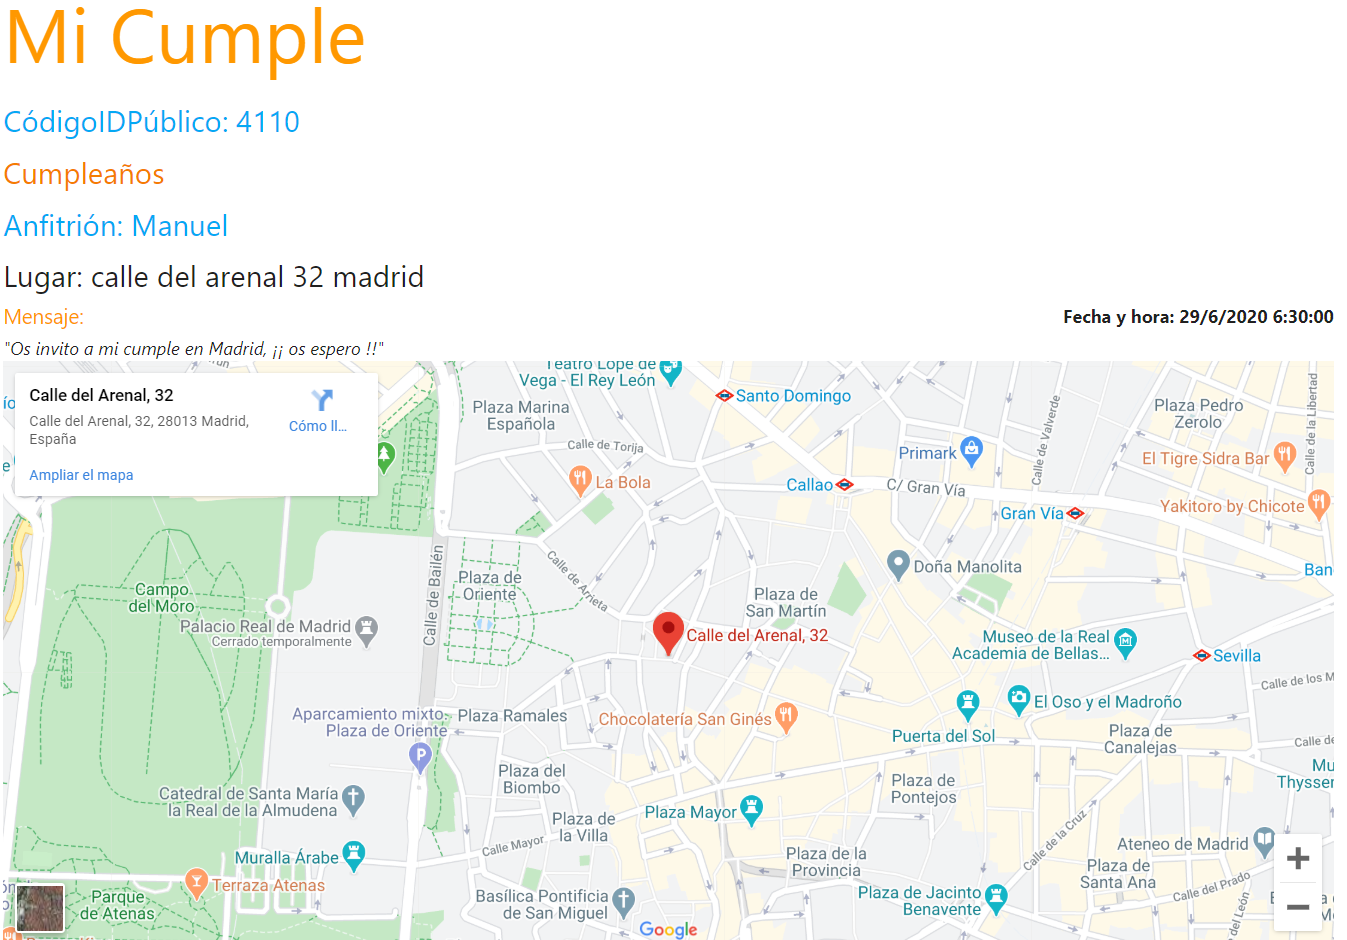 Mi Cumple
CódigoIDPúblico: 4110
Cumpleaños
Anfitrión: Manuel
Lugar: calle del arenal 32 madrid
Mensaje:
Fecha y hora: 29/6/2020 6:30:00
"Os invito a mi cumple en Madrid, ¡¡ os espero !!"
Calle del Arenal, 32
Calle del Arenal, 32, 28013 Madrid,
España
Cómo ll...
Ampliar el mapa
Teatro Lope de
Vega - El Rey León
Santo Domingo
Plaza Marina
Española
Calle de Torija
Calle de Valverde
Calle de la Libertad
Plaza Pedro
Zerolo
Primark
El Tigre Sidra Bar
La Bola
Callao
C/ Gran Vía
Gran Vía
Yakitoro by Chicote
Calle de Bailén
Plaza de
Oriente
Calle de Arrieta
Doña Manolita
Ban
Campo
del Moro
Plaza de
San Martín
Palacio Real de Madrid
Cerrado temporalmente
Calle del Arenal, 32
Museo de la Real
Academia de Bellas...
Sevilla
Calle de los M
Aparcamiento mixto.
Plaza de Oriente
Plaza Ramales
Chocolatería San Ginés
El Oso y el Madroño
Puerta del Sol
Plaza de
Canalejas
Calle de
Plaza del
Biombo
Plaza de
Pontejos
Mu
Thysser
Catedral de Santa María
la Real de la Almudena
Plaza Mayor
Plaza de
la Villa
Calle Mayor
Calle de la Cruz
Ateneo de Madrid
Muralla Árabe
Plaza de la
Provincia
Plaza de
Santa Ana
Terraza Atenas
Parque
de Atenas
Basílica Pontificia
de San Miguel
Plaza de Jacinto
Benavente
Calle del Prado
Google